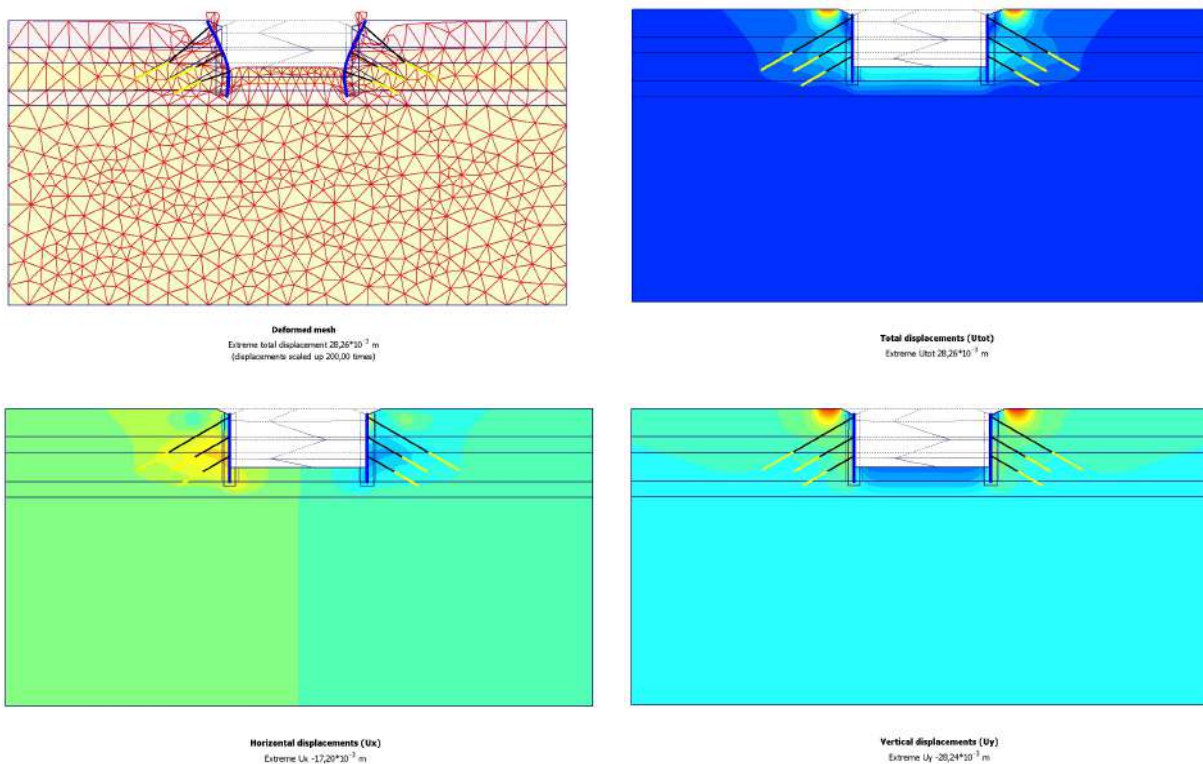 Deformed mesh
Extreme total displacement 28,26*10⁻³ m
(displacements scaled up 200,00 times)
Total displacements (Utot)
Extreme Utot 28,26*10⁻³ m
Horizontal displacements (Ux)
Extreme Ux -17,20*10⁻³ m
Vertical displacements (Uy)
Extreme Uy -28,24*10⁻³ m